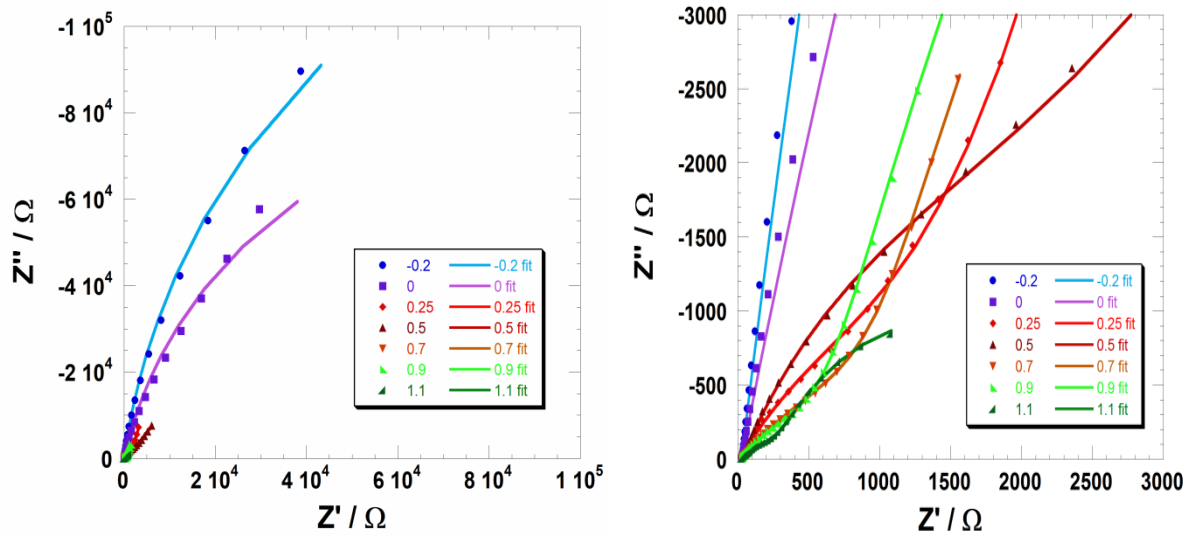 -1 10⁵
-8 10⁴
-6 10⁴
-4 10⁴
-2 10⁴
0
Z'' / Ω
-0.2 -0.2 fit
0 0 fit
0.25 0.25 fit
0.5 0.5 fit
0.7 0.7 fit
0.9 0.9 fit
1.1 1.1 fit
0 2 10⁴ 4 10⁴ 6 10⁴ 8 10⁴ 1 10⁵
Z' / Ω
-3000
-2500
-2000
-1500
-1000
-500
0
Z'' / Ω
-0.2 -0.2 fit
0 0 fit
0.25 0.25 fit
0.5 0.5 fit
0.7 0.7 fit
0.9 0.9 fit
1.1 1.1 fit
0 500 1000 1500 2000 2500 3000
Z' / Ω